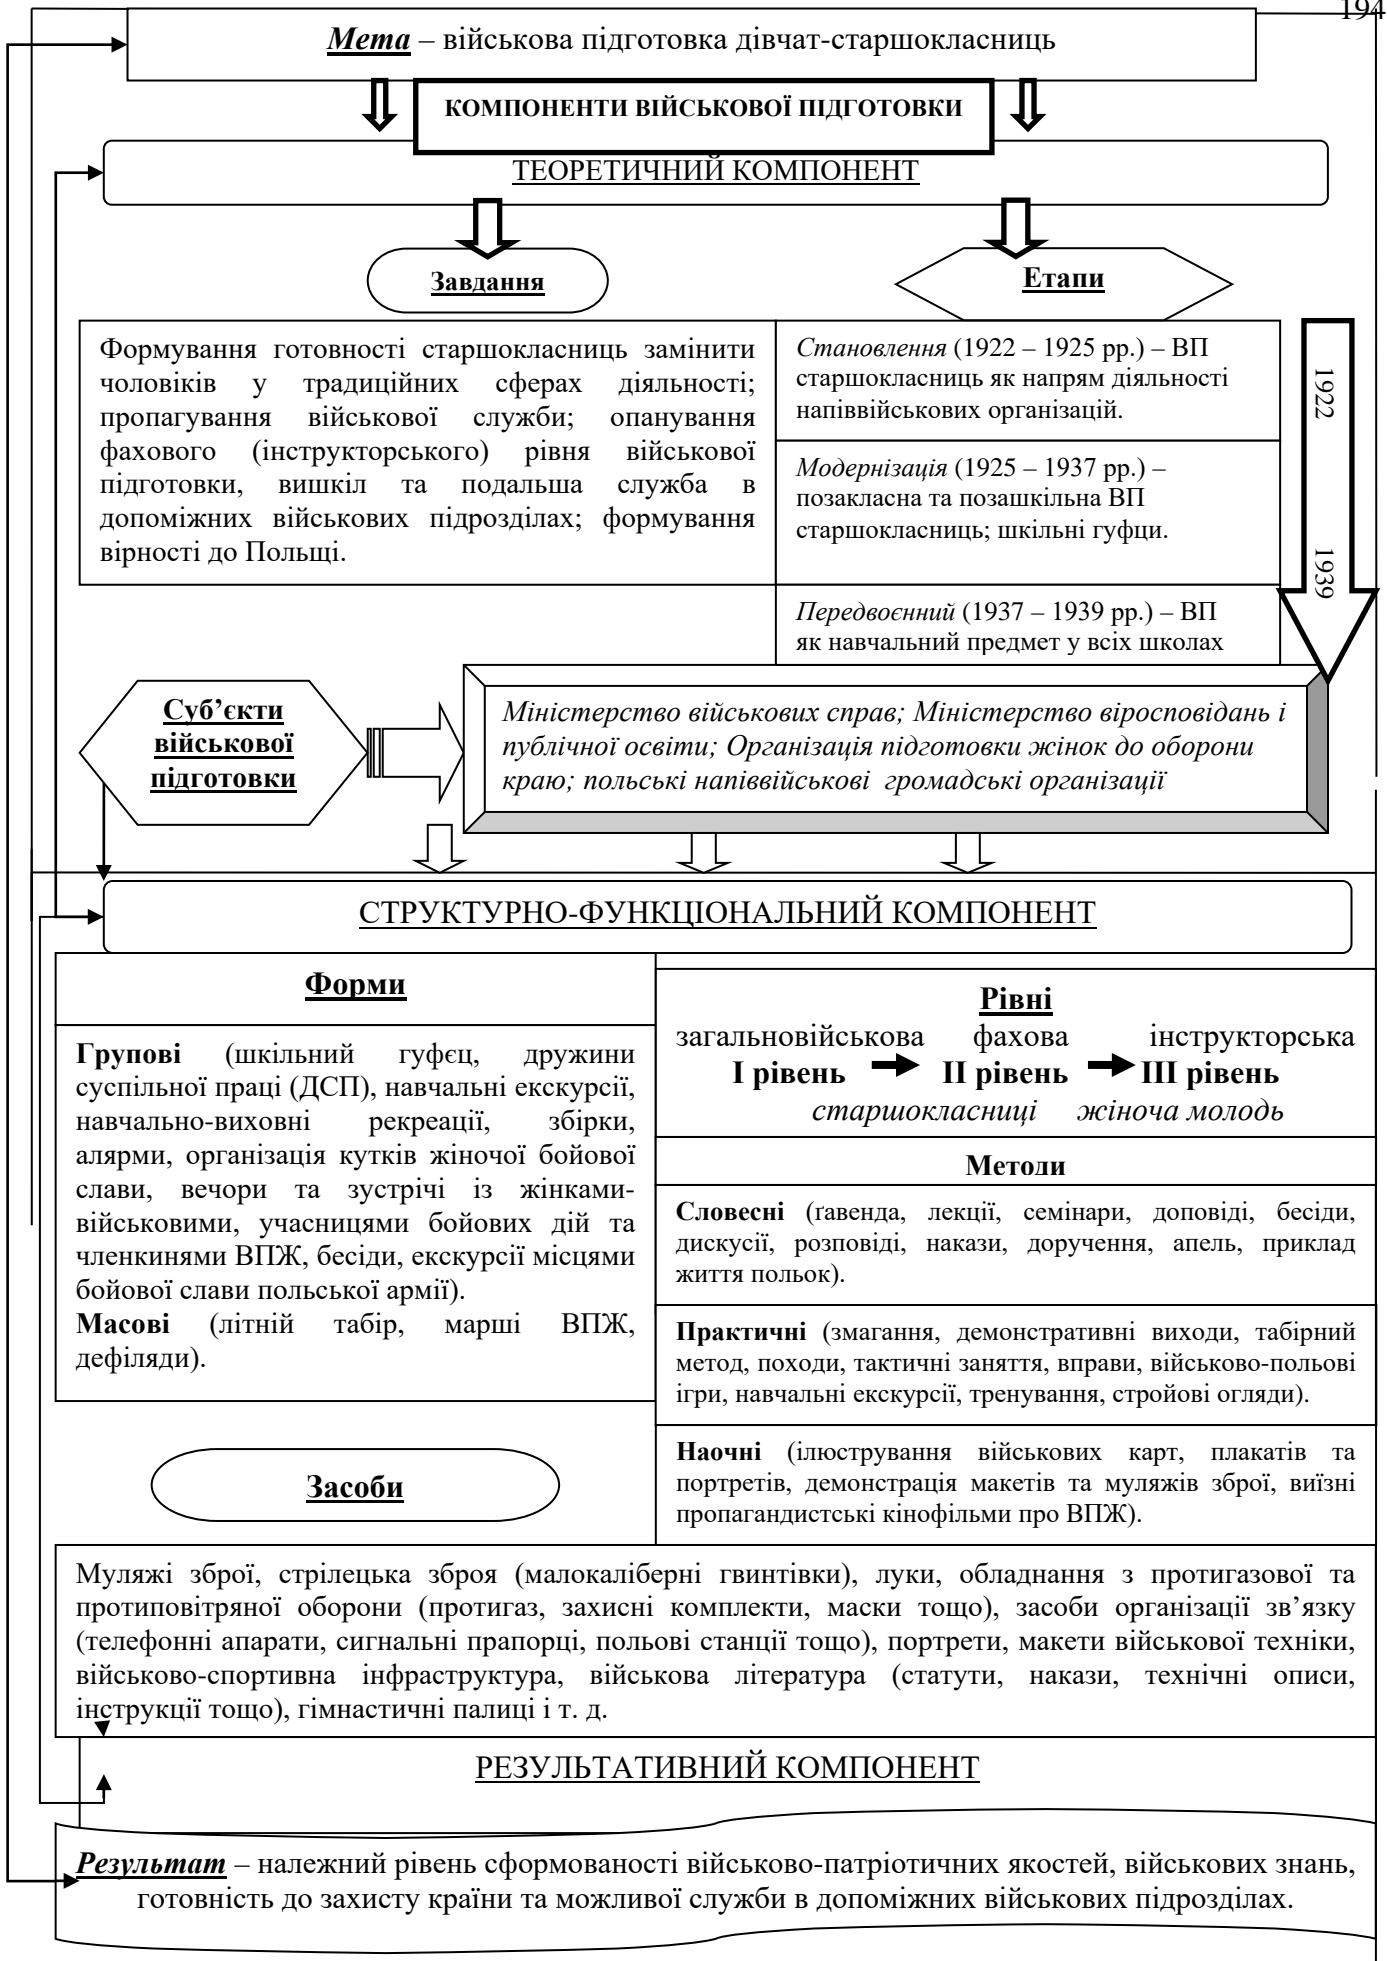 194
Мета – військова підготовка дівчат-старшокласниць
КОМПОНЕНТИ ВІЙСЬКОВОЇ ПІДГОТОВКИ
ТЕОРЕТИЧНИЙ КОМПОНЕНТ
Завдання
Формування готовності старшокласниць замінити
чоловіків у традиційних сферах діяльності;
пропагування військової служби; опанування
фахового (інструкторського) рівня військової
підготовки, вишкіл та подальша служба в
допоміжних військових підрозділах; формування
вірності до Польщі.
Етапи
Становлення (1922 – 1925 рр.) – ВП
старшокласниць як напрям діяльності
напіввійськових організацій.
Модернізація (1925 – 1937 рр.) –
позакласна та позашкільна ВП
старшокласниць; шкільні гуфци.
Передвоєнний (1937 – 1939 рр.) – ВП
як навчальний предмет у всіх школах
1922
1939
Суб’єкти
військової
підготовки
Міністерство військових справ; Міністерство віросповідань і
публічної освіти; Організація підготовки жінок до оборони
краю; польські напіввійськові громадські організації
СТРУКТУРНО-ФУНКЦІОНАЛЬНИЙ КОМПОНЕНТ
Форми
Групові (шкільний гуфєц, дружини
суспільної праці (ДСП), навчальні екскурсії,
навчально-виховні рекреації, збірки,
алярми, організація кутків жіночої бойової
слави, вечори та зустрічі із жінками-
військовими, учасницями бойових дій та
членкинями ВПЖ, бесіди, екскурсії місцями
бойової слави польської армії).
Масові (літній табір, марші ВПЖ,
дефіляди).
Рівні
загальновійськова фахова інструкторська
І рівень ІІ рівень ІІІ рівень
старшокласниці жіноча молодь
Методи
Словесні (ґавенда, лекції, семінари, доповіді, бесіди,
дискусії, розповіді, накази, доручення, апель, приклад
життя польок).
Практичні (змагання, демонстративні виходи, табірний
метод, походи, тактичні заняття, вправи, військово-польові
ігри, навчальні екскурсії, тренування, стройові огляди).
Наочні (ілюстрування військових карт, плакатів та
портретів, демонстрація макетів та муляжів зброї, виїзні
пропагандистські кінофільми про ВПЖ).
Засоби
Муляжі зброї, стрілецька зброя (малокаліберні гвинтівки), луки, обладнання з протигазової та
протиповітряної оборони (протигаз, захисні комплекти, маски тощо), засоби організації зв’язку
(телефонні апарати, сигнальні прапорці, польові станції тощо), портрети, макети військової техніки,
військово-спортивна інфраструктура, військова література (статути, накази, технічні описи,
інструкції тощо), гімнастичні палиці і т. д.
РЕЗУЛЬТАТИВНИЙ КОМПОНЕНТ
Результат – належний рівень сформованості військово-патріотичних якостей, військових знань,
готовність до захисту країни та можливої служби в допоміжних військових підрозділах.